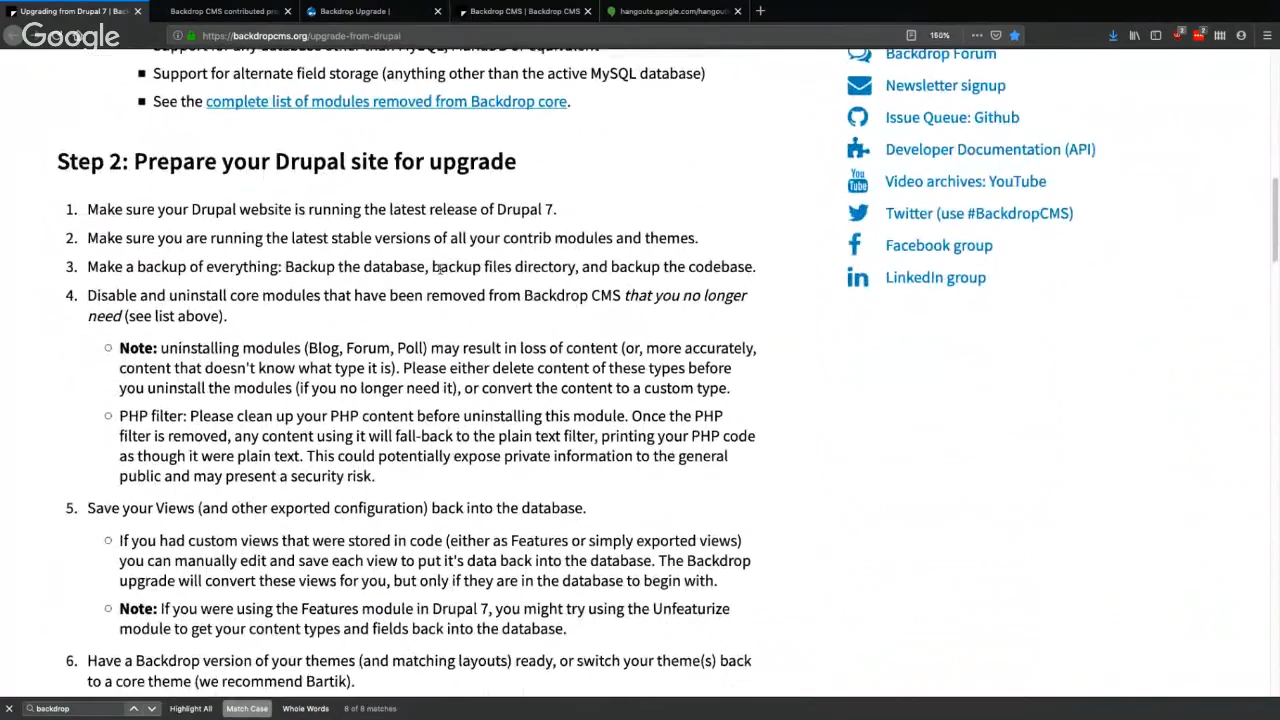 Upgrading from Drupal 7 | Back
Backdrop CMS contributed pro
Backdrop Upgrade |
Backdrop CMS | Backdrop CMS
hangouts.google.com/hangout
Google
https://backdropcms.org/upgrade-from-drupal
150%
Support for alternate field storage (anything other than the active MySQL database)
See the complete list of modules removed from Backdrop core.
Step 2: Prepare your Drupal site for upgrade
1. Make sure your Drupal website is running the latest release of Drupal 7.
2. Make sure you are running the latest stable versions of all your contrib modules and themes.
3. Make a backup of everything: Backup the database, backup files directory, and backup the codebase.
4. Disable and uninstall core modules that have been removed from Backdrop CMS that you no longer
need (see list above).
Note: uninstalling modules (Blog, Forum, Poll) may result in loss of content (or, more accurately,
content that doesn't know what type it is). Please either delete content of these types before
you uninstall the modules (if you no longer need it), or convert the content to a custom type.
PHP filter: Please clean up your PHP content before uninstalling this module. Once the PHP
filter is removed, any content using it will fall-back to the plain text filter, printing your PHP code
as though it were plain text. This could potentially expose private information to the general
public and may present a security risk.
5. Save your Views (and other exported configuration) back into the database.
If you had custom views that were stored in code (either as Features or simply exported views)
you can manually edit and save each view to put it's data back into the database. The Backdrop
upgrade will convert these views for you, but only if they are in the database to begin with.
Note: If you were using the Features module in Drupal 7, you might try using the Unfeaturize
module to get your content types and fields back into the database.
6. Have a Backdrop version of your themes (and matching layouts) ready, or switch your theme(s) back
to a core theme (we recommend Bartik).
Backdrop Forum
Newsletter signup
Issue Queue: Github
Developer Documentation (API)
You Tube
Video archives: YouTube
Twitter (use #BackdropCMS)
Facebook group
LinkedIn group
backdrop
Highlight All
Match Case
Whole Words
8 of 8 matches